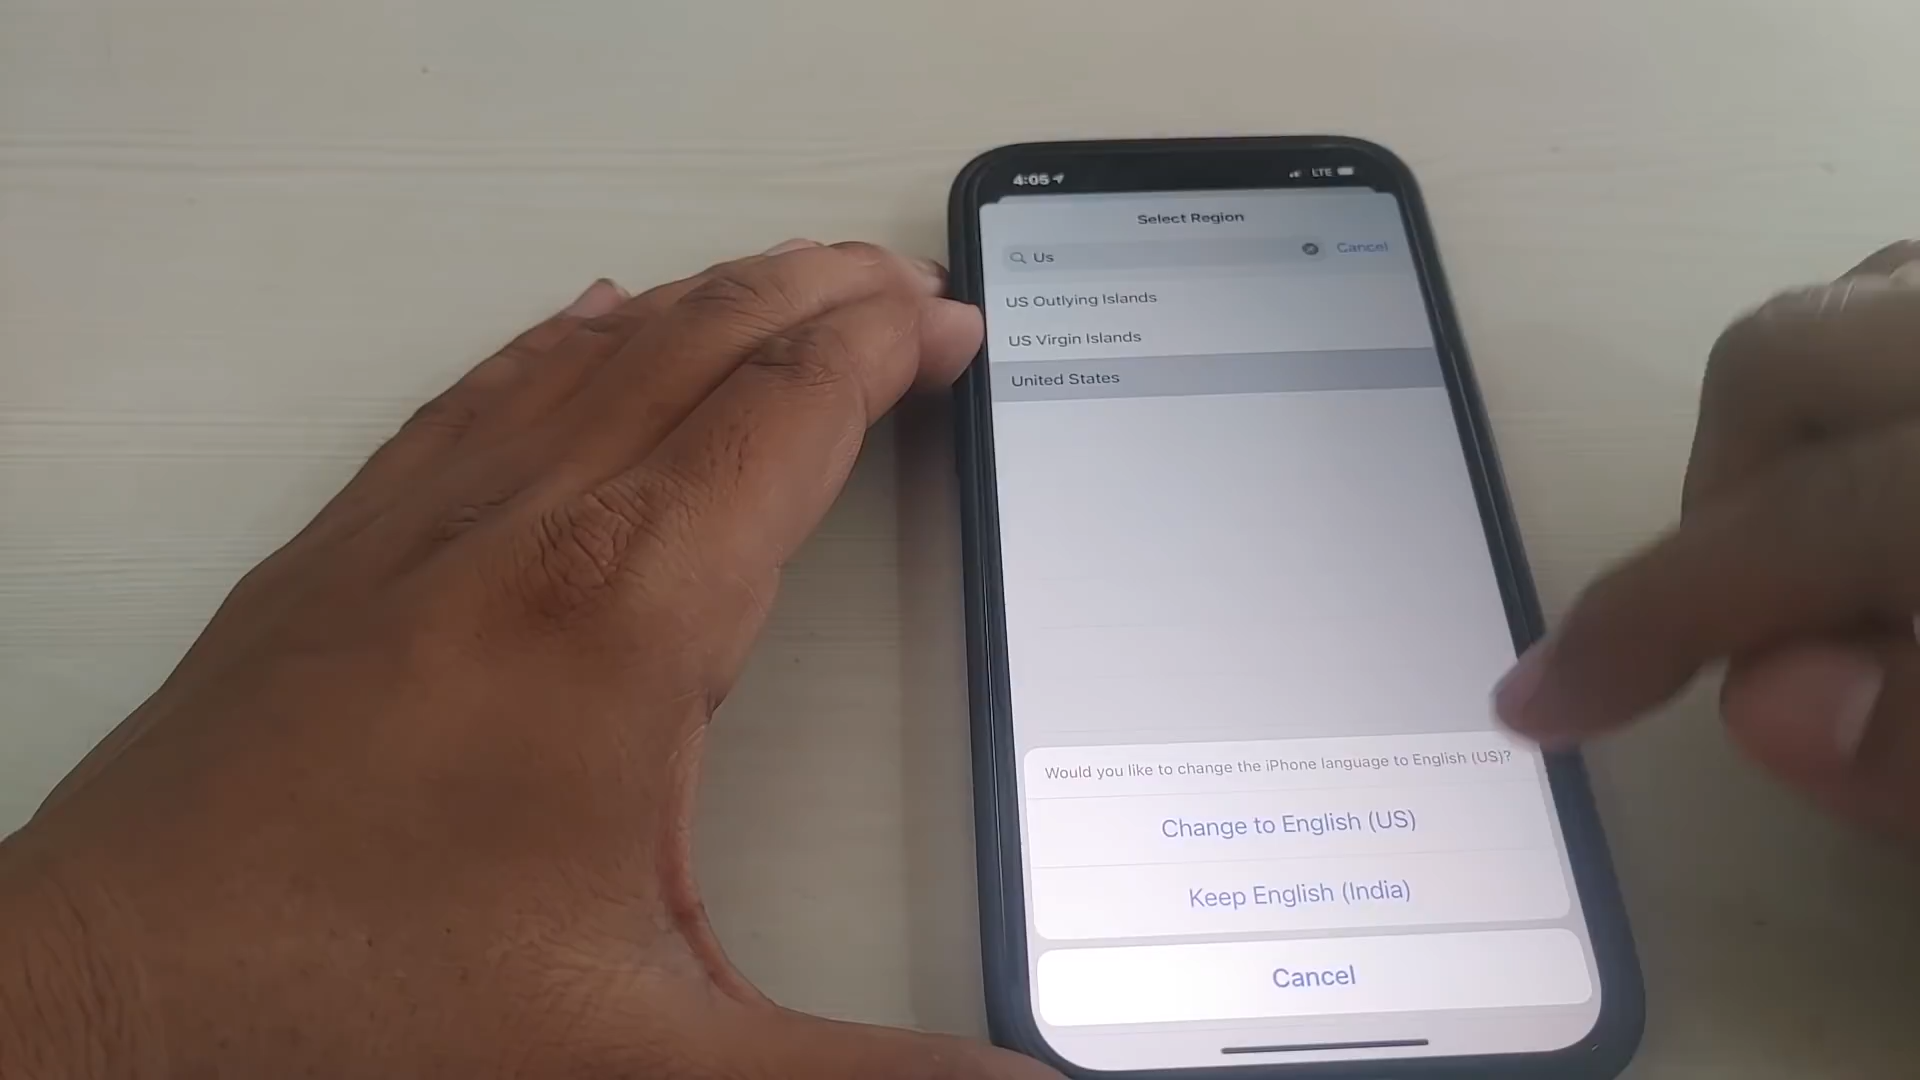 4:05
LTE
Select Region
Us
Cancel
US Outlying Islands
US Virgin Islands
United States
Would you like to change the iPhone language to English (US)?
Change to English (US)
Keep English (India)
Cancel